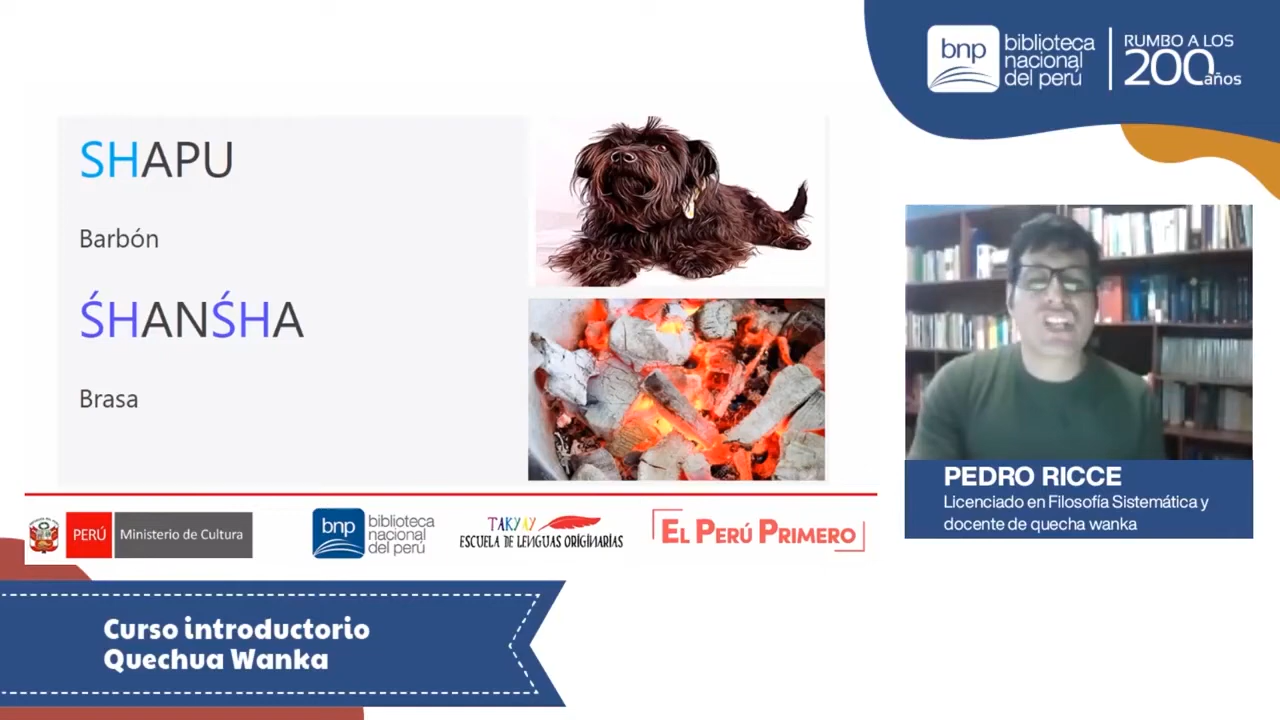 bnp
biblioteca
nacional
del perú
RUMBO A LOS
200 años
SHAPU
Barbón
ŚHANŚHA
Brasa
PEDRO RICCE
Licenciado en Filosofía Sistemática y
docente de quecha wanka
PERÚ
Ministerio de Cultura
bnp
biblioteca
nacional
del perú
TAKYAY
ESCUELA DE LENGUAS ORIGINARIAS
EL PERÚ PRIMERO
Curso introductorio
Quechua Wanka